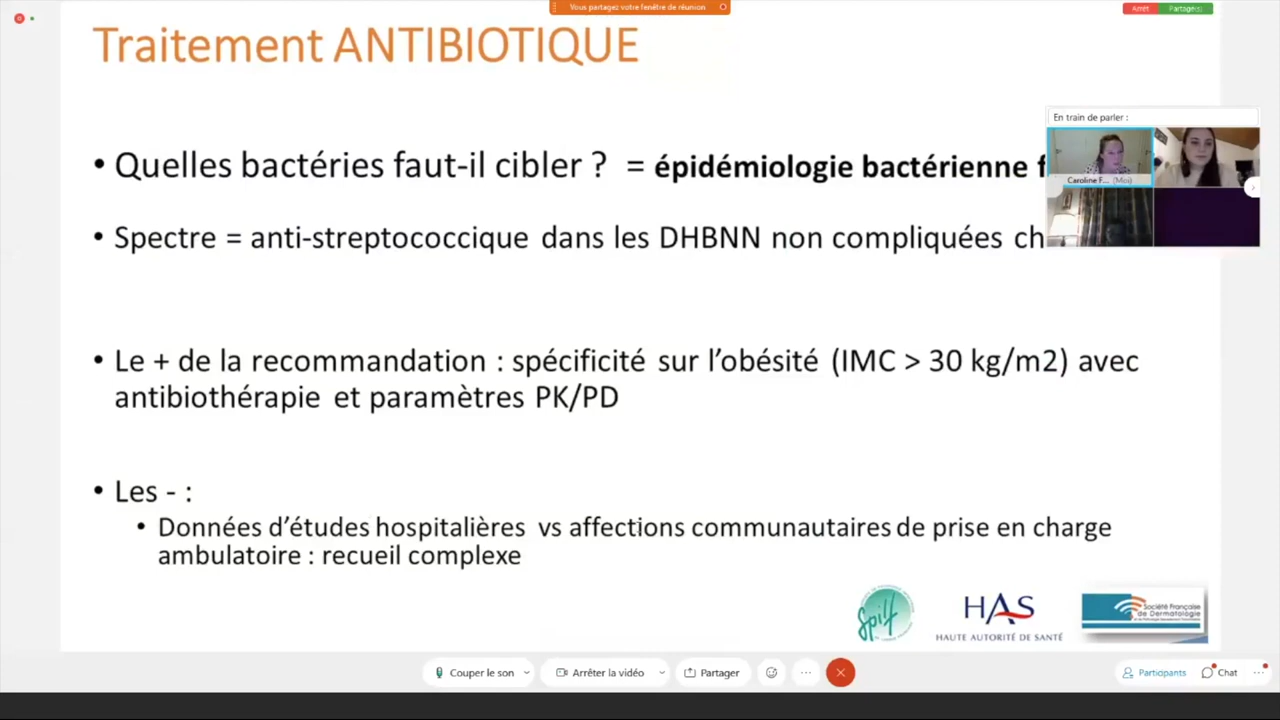 Vous partagez votre fenêtre de réunion
Arrêt
Partagé(s)
Traitement ANTIBIOTIQUE
En train de parler :
Caroline F... (Moi)
• Quelles bactéries faut-il cibler ? = épidémiologie bactérienne f
• Spectre = anti-streptococcique dans les DHBNN non compliquées ch
• Le + de la recommandation : spécificité sur l'obésité (IMC > 30 kg/m2) avec
antibiothérapie et paramètres PK/PD
• Les - :
• Données d'études hospitalières vs affections communautaires de prise en charge
ambulatoire : recueil complexe
Spilf
HAS
HAUTE AUTORITÉ DE SANTÉ
Société Française
de Dermatologie
Couper le son
Arrêter la vidéo
Partager
Participants
Chat